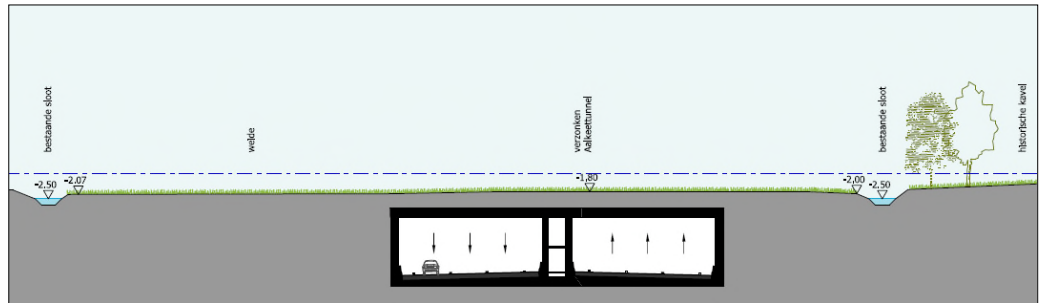 bestaande sloot
weide
verzonken
Aalkeettunnel
bestaande sloot
historische kavel
-2.50
-2.07
-1.80
-2.00
-2.50